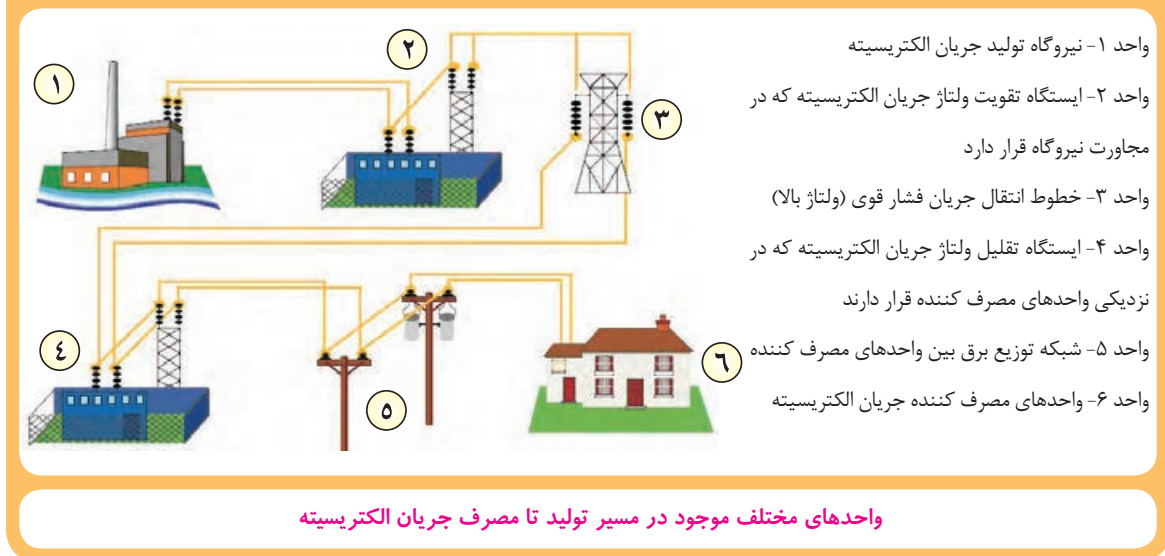 واحد ۱- نیروگاه تولید جریان الکتریسیته
واحد ۲- ایستگاه تقویت ولتاژ جریان الکتریسیته که در
مجاورت نیروگاه قرار دارد
واحد ۳- خطوط انتقال جریان فشار قوی (ولتاژ بالا)
واحد ۴- ایستگاه تقلیل ولتاژ جریان الکتریسیته که در
نزدیکی واحدهای مصرف کننده قرار دارند
واحد ۵- شبکه توزیع برق بین واحدهای مصرف کننده
واحد ۶- واحدهای مصرف کننده جریان الکتریسیته
۱
۲
۳
٤
۵
۶
واحدهای مختلف موجود در مسیر تولید تا مصرف جریان الکتریسیته